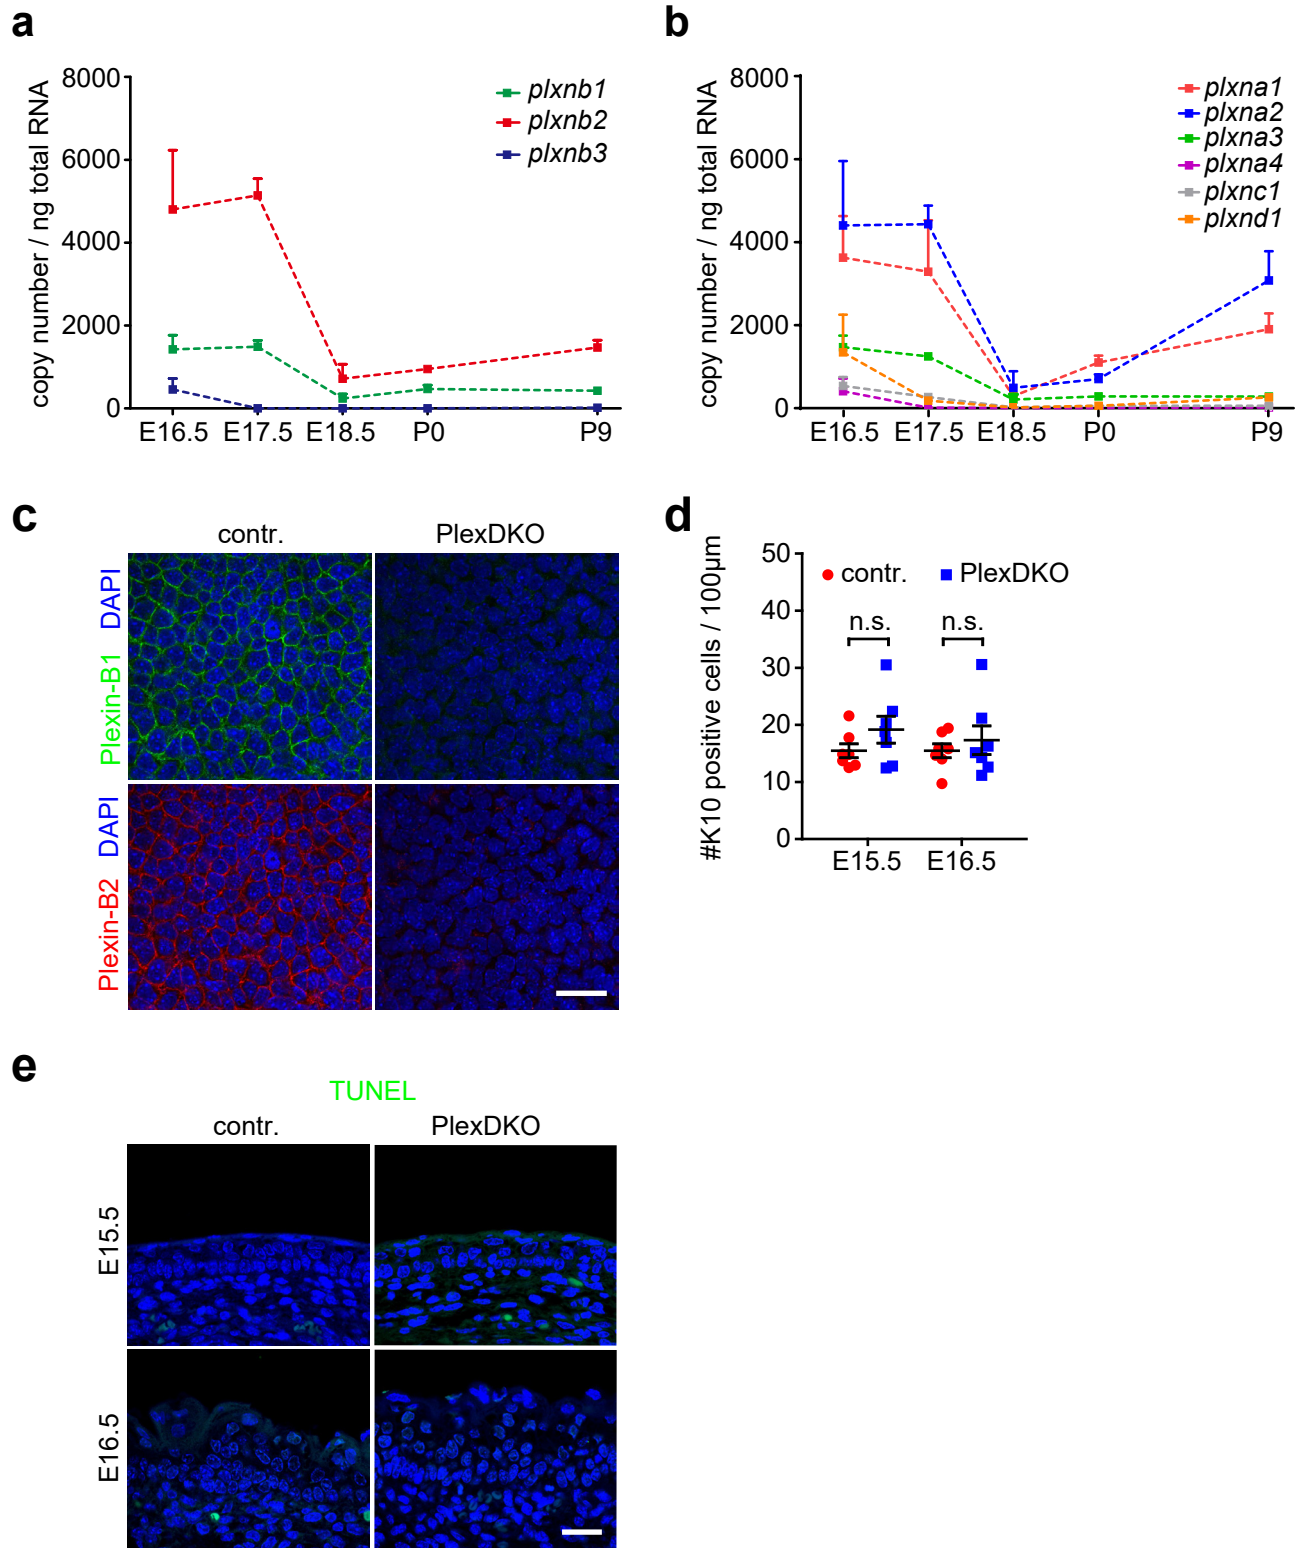 a
copy number / ng total RNA
8000
6000
4000
2000
0
E16.5 E17.5 E18.5 P0 P9
plxnb1
plxnb2
plxnb3
b
copy number / ng total RNA
8000
6000
4000
2000
0
E16.5 E17.5 E18.5 P0 P9
plxna1
plxna2
plxna3
plxna4
plxnc1
plxnd1
c
contr. PlexDKO
Plexin-B1 DAPI
Plexin-B2 DAPI
d
#K10 positive cells / 100µm
50
40
30
20
10
0
contr. PlexDKO
n.s. n.s.
E15.5 E16.5
e
TUNEL
contr. PlexDKO
E15.5
E16.5